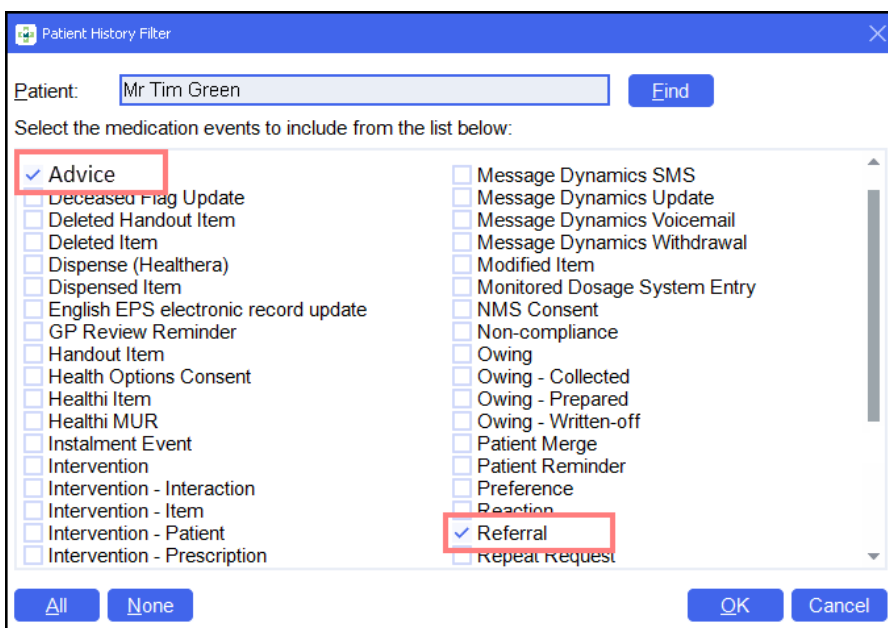 Patient History Filter
Patient: Mr Tim Green Find
Select the medication events to include from the list below:
Advice
Deceased Flag Update
Deleted Handout Item
Deleted Item
Dispense (Healthera)
Dispensed Item
English EPS electronic record update
GP Review Reminder
Handout Item
Health Options Consent
Healthi Item
Healthi MUR
Instalment Event
Intervention
Intervention - Interaction
Intervention - Item
Intervention - Patient
Intervention - Prescription
Message Dynamics SMS
Message Dynamics Update
Message Dynamics Voicemail
Message Dynamics Withdrawal
Modified Item
Monitored Dosage System Entry
NMS Consent
Non-compliance
Owing
Owing - Collected
Owing - Prepared
Owing - Written-off
Patient Merge
Patient Reminder
Preference
Reaction
Referral
Repeat Request
All None OK Cancel